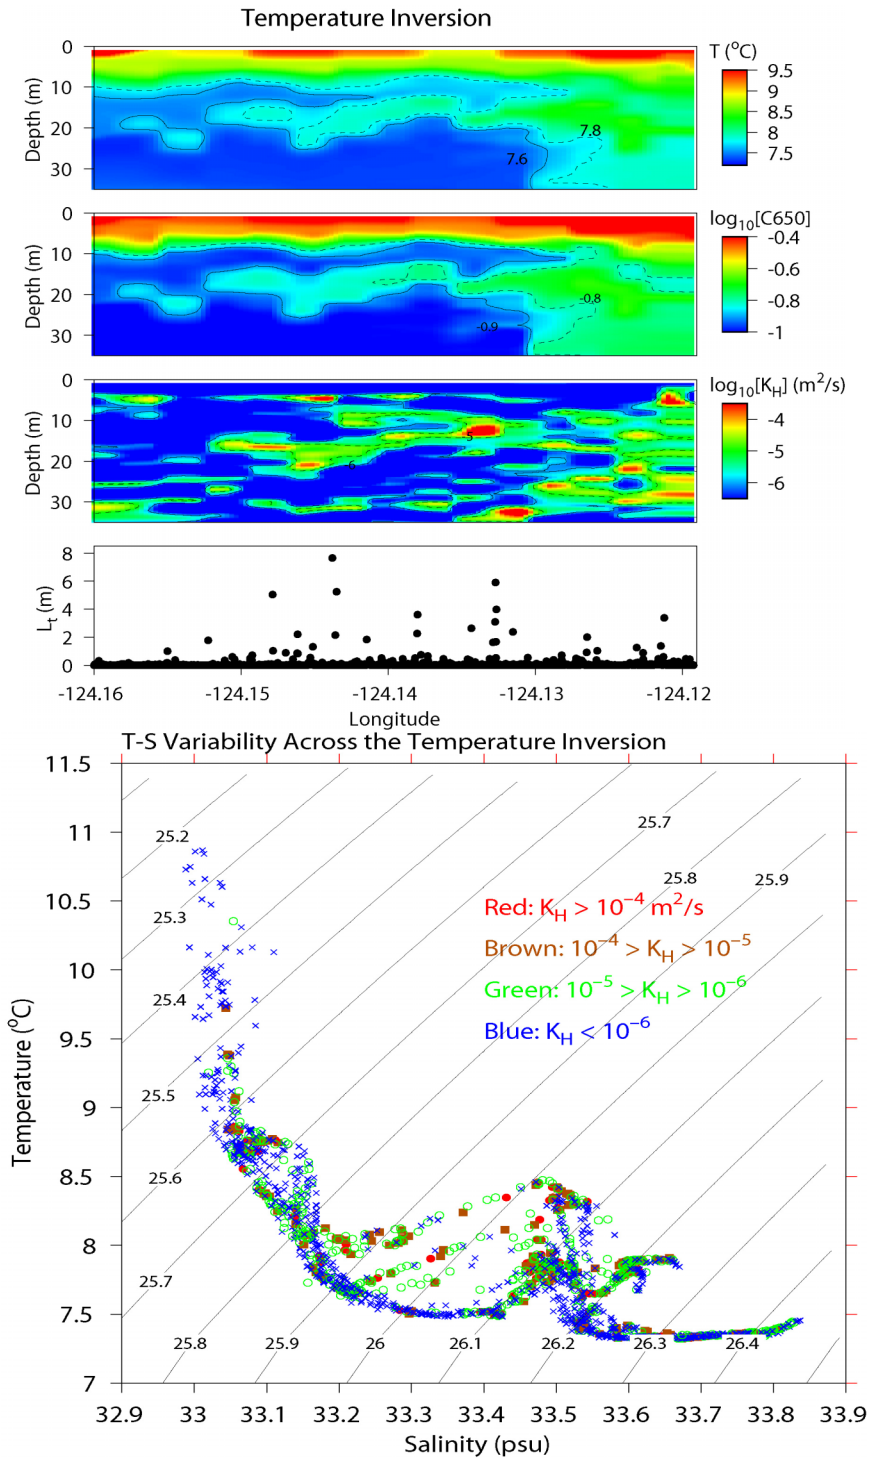 Temperature Inversion
0
10
20
30
Depth (m)
7.8
7.6
T (°C)
9.5
9
8.5
8
7.5
0
10
20
30
Depth (m)
-0.8
-0.9
log10[C650]
-0.4
-0.6
-0.8
-1
0
10
20
30
Depth (m)
-5
-6
log10[KH] (m²/s)
-4
-5
-6
8
6
4
2
0
Lt (m)
-124.16 -124.15 -124.14 -124.13 -124.12
Longitude
T-S Variability Across the Temperature Inversion
11.5
11
10.5
10
9.5
9
8.5
8
7.5
7
Temperature (°C)
25.2
25.3
25.4
25.5
25.6
25.7
25.7
25.8
25.9
Red: KH > 10⁻⁴ m²/s
Brown: 10⁻⁴ > KH > 10⁻⁵
Green: 10⁻⁵ > KH > 10⁻⁶
Blue: KH < 10⁻⁶
25.8 25.9 26 26.1 26.2 26.3 26.4
32.9 33 33.1 33.2 33.3 33.4 33.5 33.6 33.7 33.8 33.9
Salinity (psu)